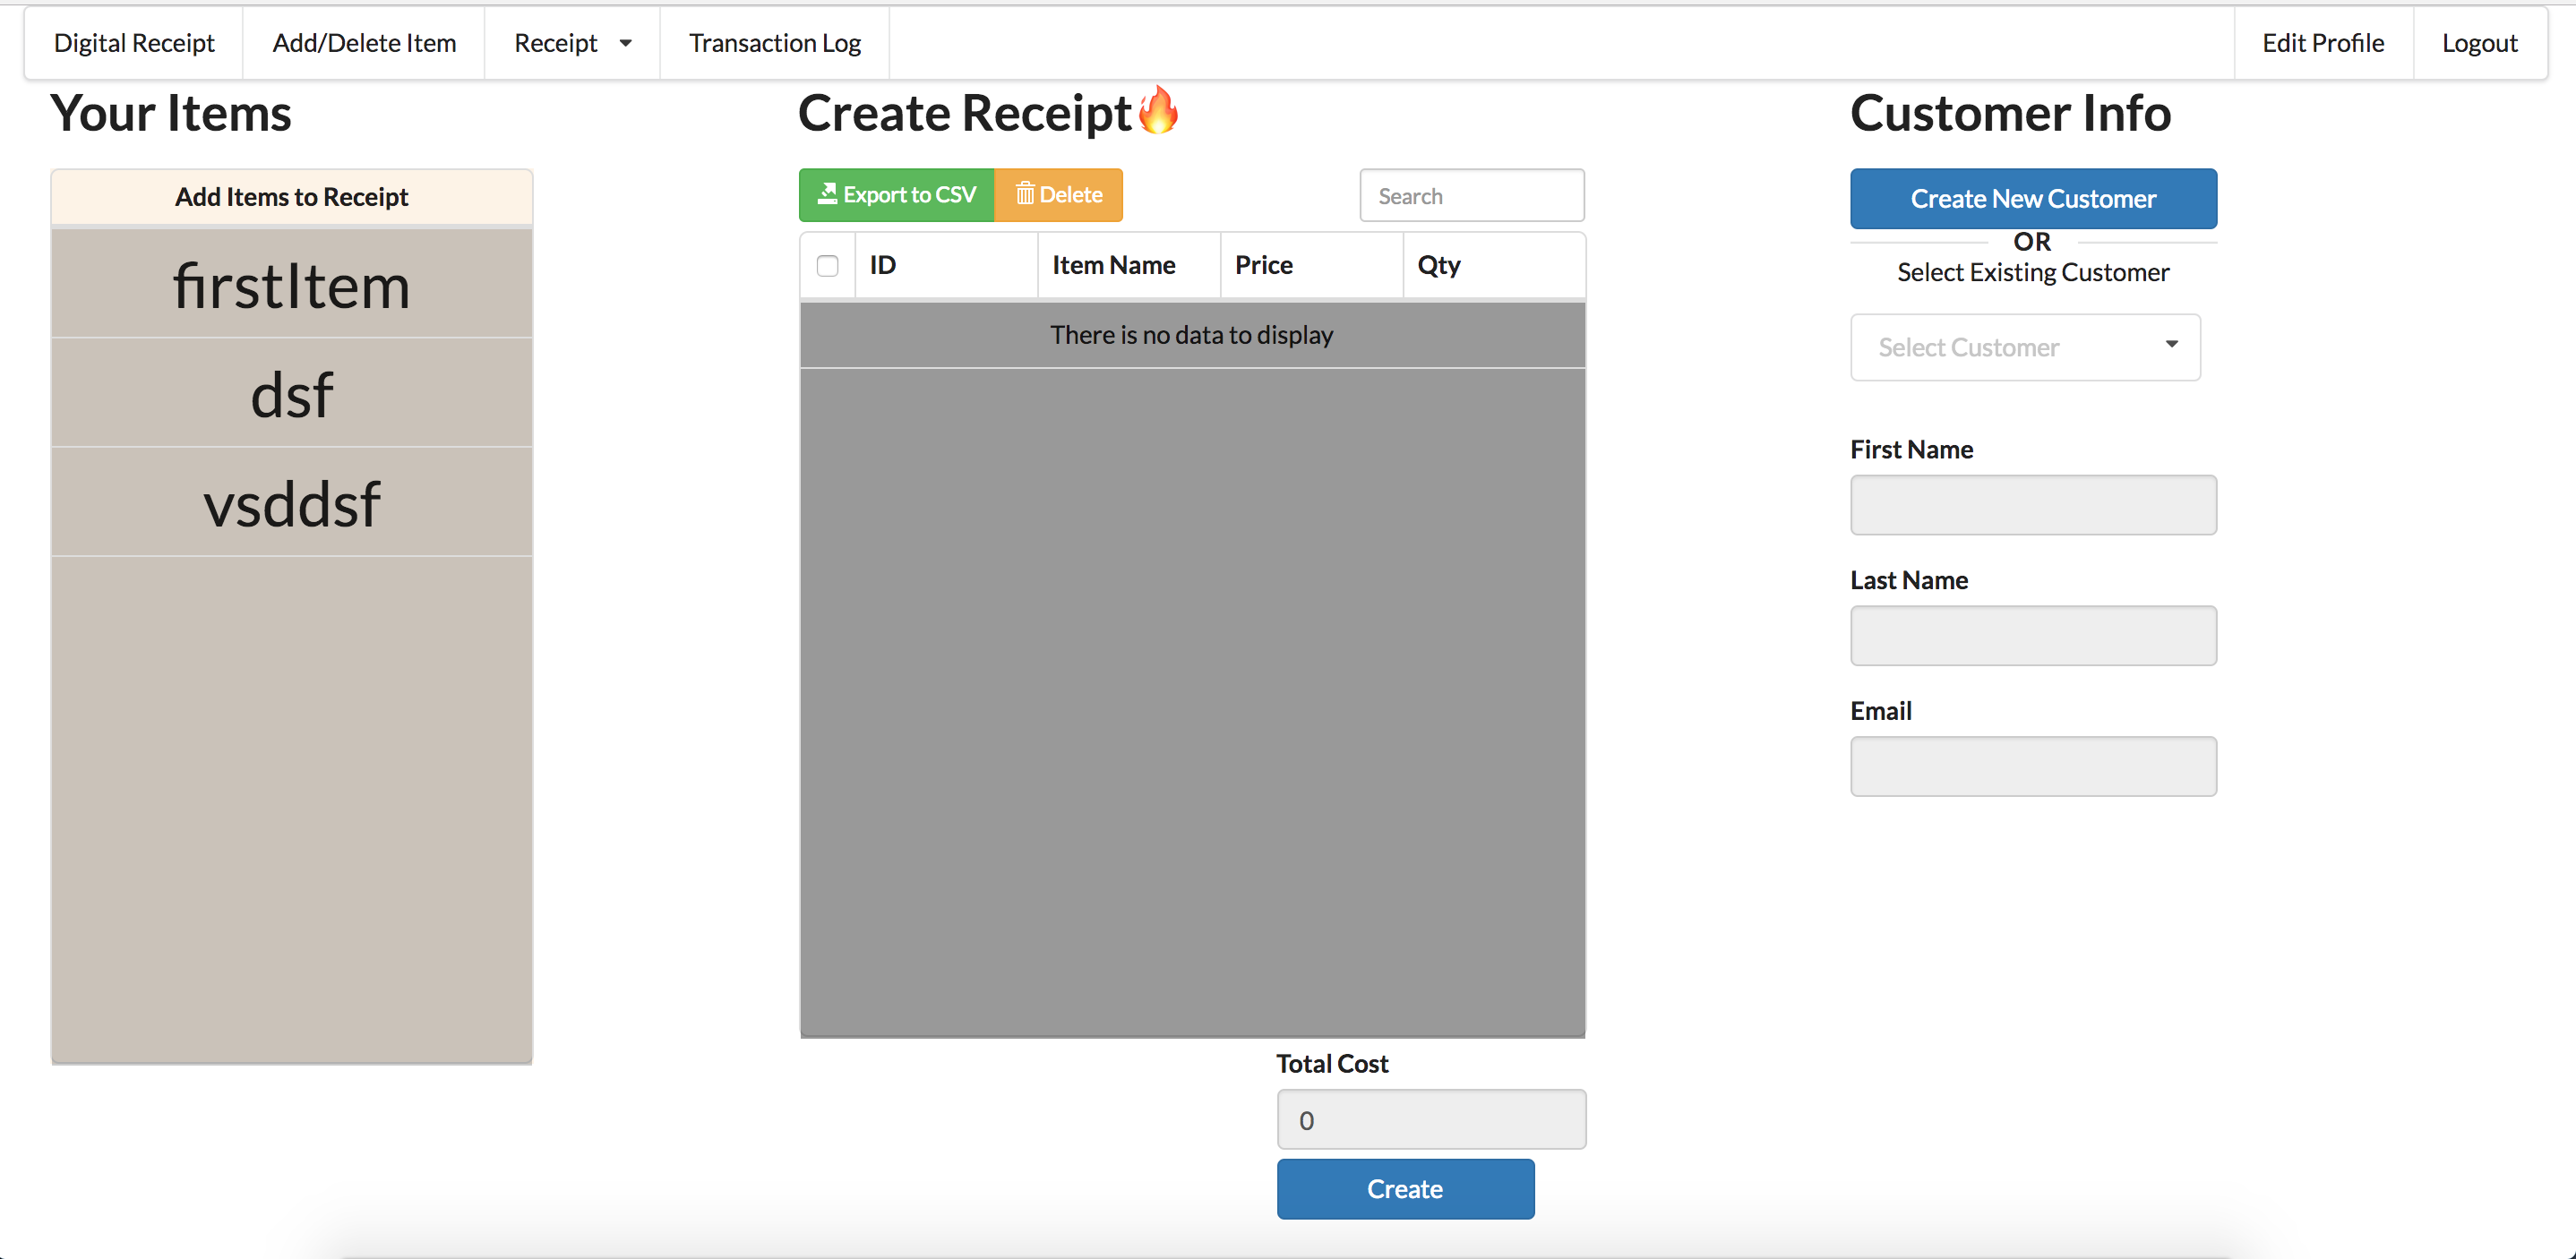 Digital Receipt
Add/Delete Item
Receipt
Transaction Log
Edit Profile
Logout
Your Items
Add Items to Receipt
firstItem
dsf
vsddsf
Create Receipt🔥
Export to CSV
Delete
Search
ID
Item Name
Price
Qty
There is no data to display
Total Cost
0
Create
Customer Info
Create New Customer
OR
Select Existing Customer
Select Customer
First Name
Last Name
Email